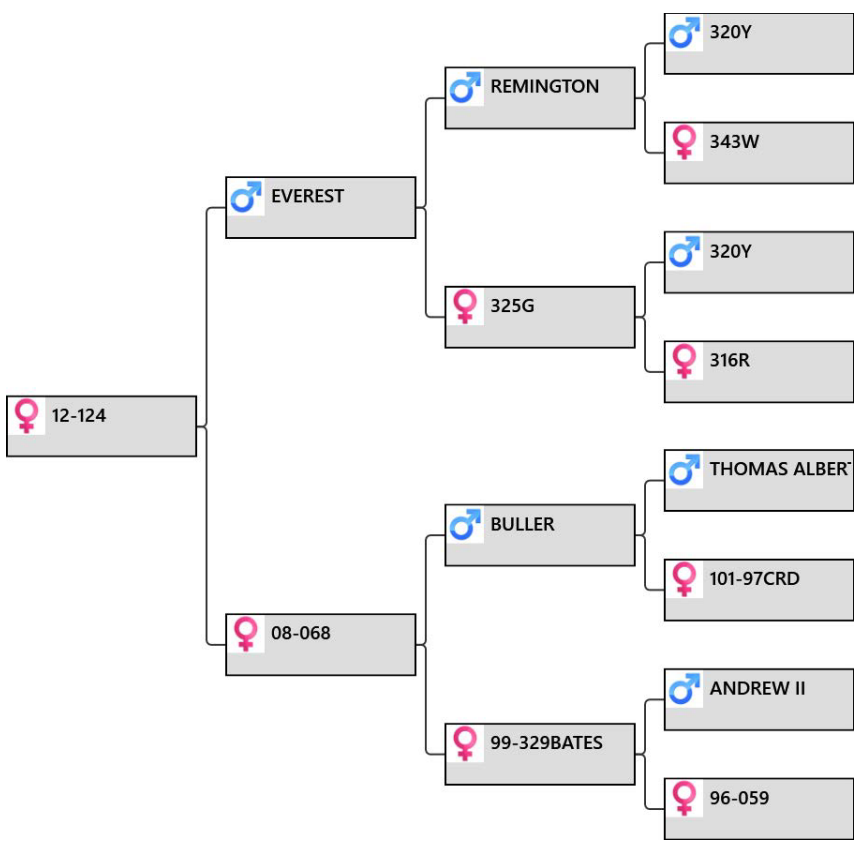 320Y
REMINGTON
343W
EVEREST
320Y
325G
316R
12-124
THOMAS ALBER
BULLER
101-97CRD
08-068
ANDREW II
99-329BATES
96-059